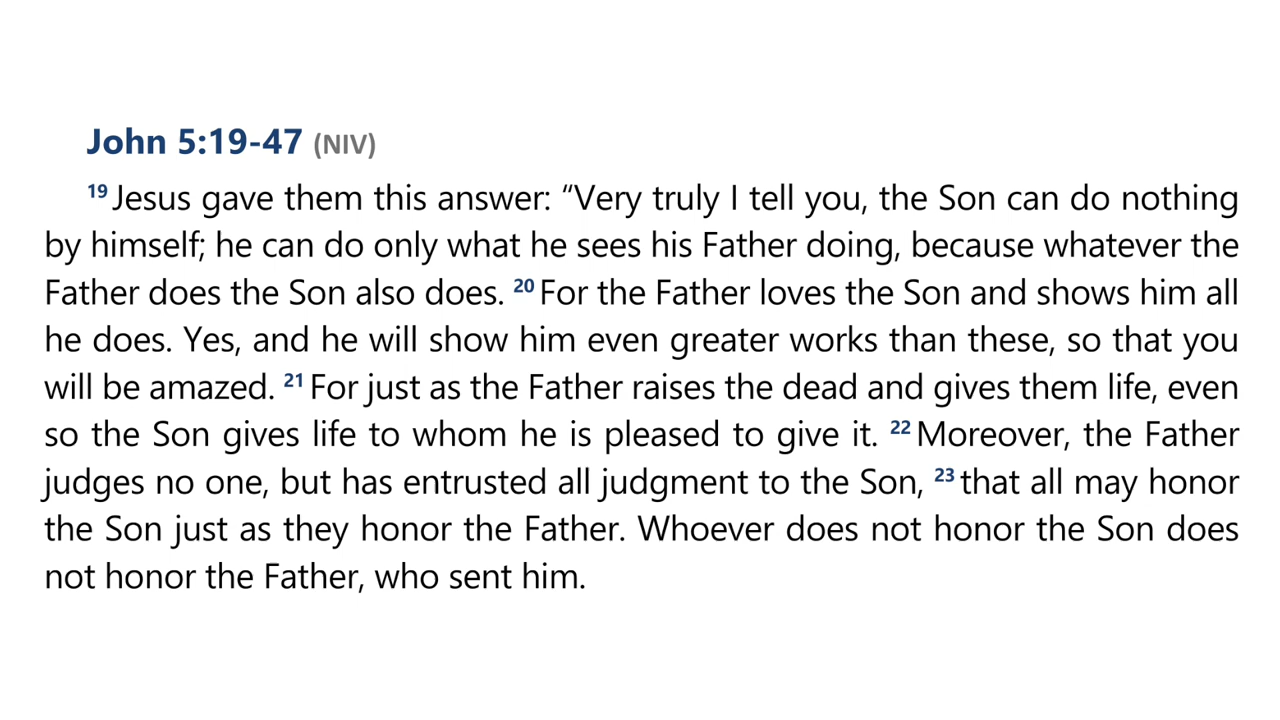 John 5:19-47 (NIV)
19 Jesus gave them this answer: “Very truly I tell you, the Son can do nothing
by himself; he can do only what he sees his Father doing, because whatever the
Father does the Son also does. 20 For the Father loves the Son and shows him all
he does. Yes, and he will show him even greater works than these, so that you
will be amazed. 21 For just as the Father raises the dead and gives them life, even
so the Son gives life to whom he is pleased to give it. 22 Moreover, the Father
judges no one, but has entrusted all judgment to the Son, 23 that all may honor
the Son just as they honor the Father. Whoever does not honor the Son does
not honor the Father, who sent him.